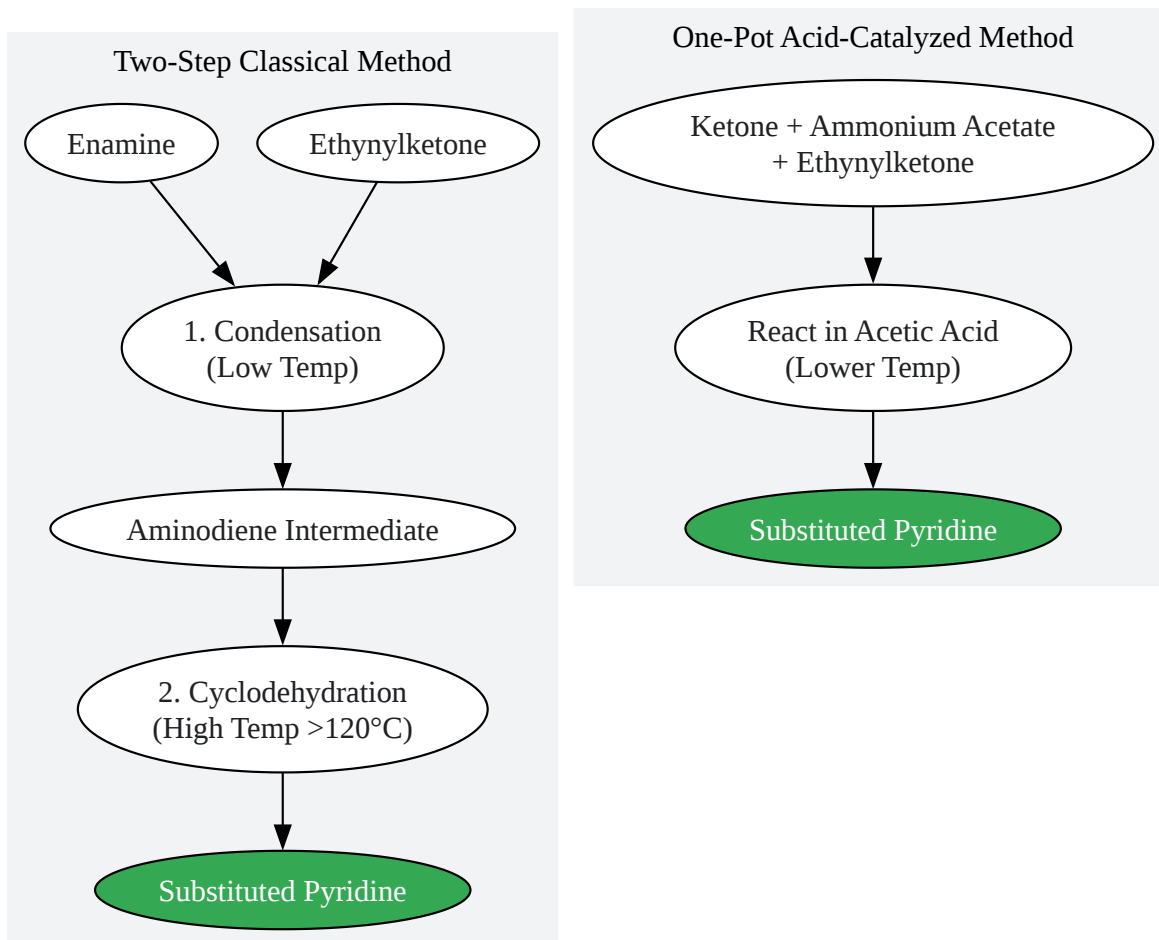 Two-Step Classical Method
Enamine
Ethynylketone
1. Condensation
(Low Temp)
Aminodiene Intermediate
2. Cyclodehydration
(High Temp >120°C)
Substituted Pyridine
One-Pot Acid-Catalyzed Method
Ketone + Ammonium Acetate
+ Ethynylketone
React in Acetic Acid
(Lower Temp)
Substituted Pyridine